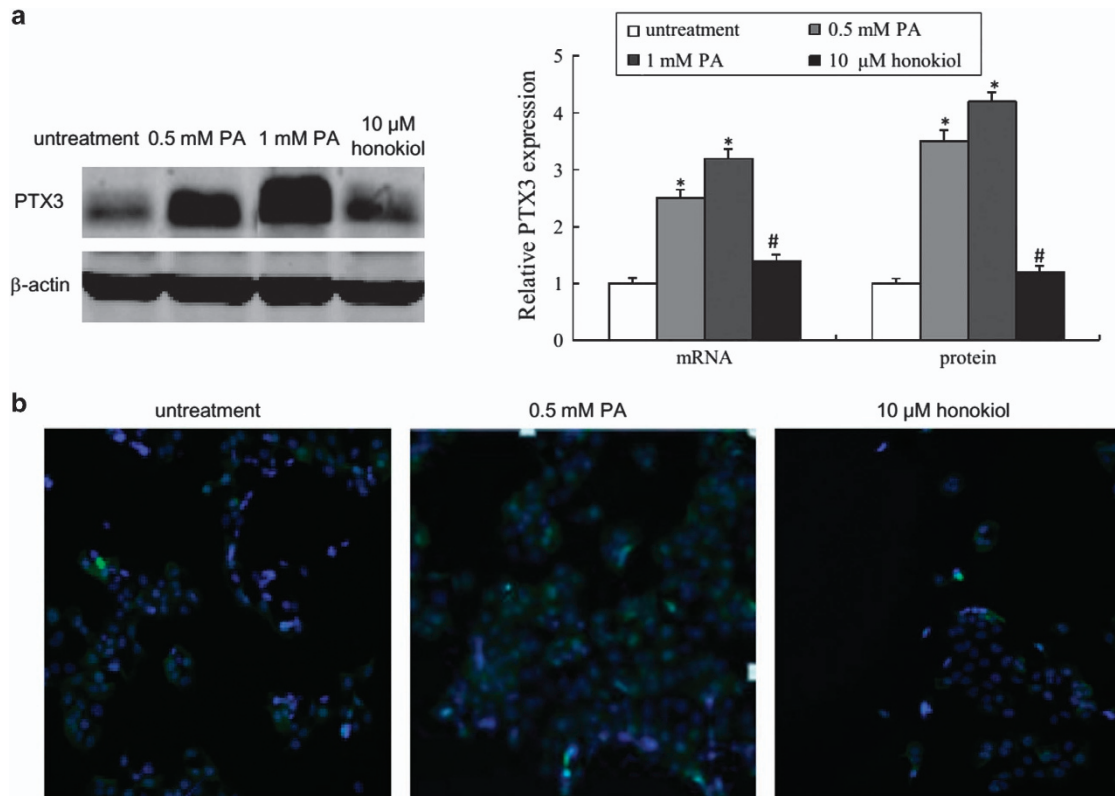 a
untreatment 0.5 mM PA 1 mM PA 10 µM honokiol
PTX3
β-actin
untreatment 0.5 mM PA
1 mM PA 10 µM honokiol
Relative PTX3 expression
5
4
3
2
1
0
* * # * * #
mRNA protein
b
untreatment 0.5 mM PA 10 µM honokiol